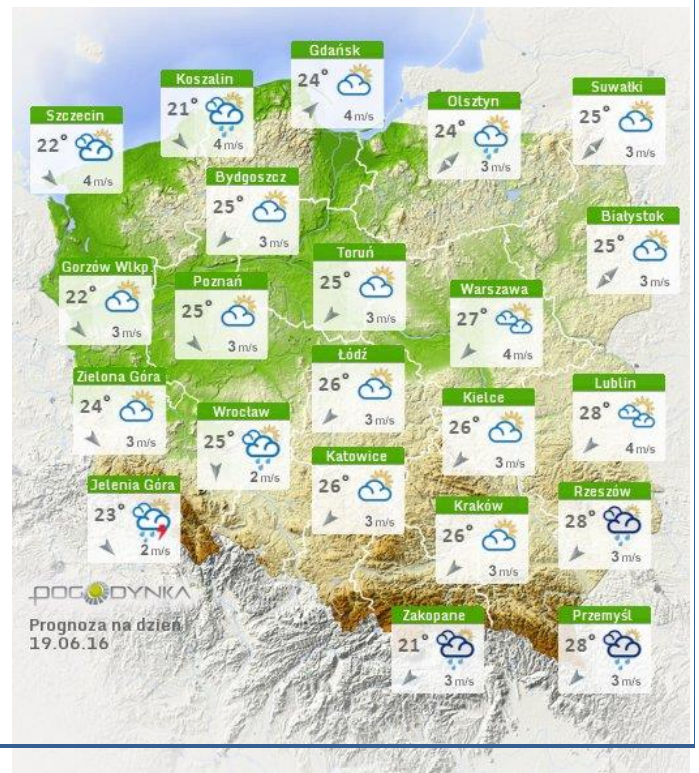 Gdańsk
24°
4 m/s
Koszalin
21°
4 m/s
Suwałki
25°
3 m/s
Olsztyn
24°
3 m/s
Szczecin
22°
4 m/s
Bydgoszcz
25°
3 m/s
Białystok
25°
3 m/s
Toruń
25°
3 m/s
Gorzów Wlkp.
22°
3 m/s
Poznań
25°
3 m/s
Warszawa
27°
4 m/s
Łódź
26°
3 m/s
Zielona Góra
24°
3 m/s
Lublin
28°
4 m/s
Kielce
26°
3 m/s
Wrocław
25°
2 m/s
Katowice
26°
3 m/s
Jelenia Góra
23°
2 m/s
Rzeszów
28°
3 m/s
Kraków
26°
3 m/s
POGODYNKA
Prognoza na dzień
19.06.16
Zakopane
21°
3 m/s
Przemyśl
28°
3 m/s